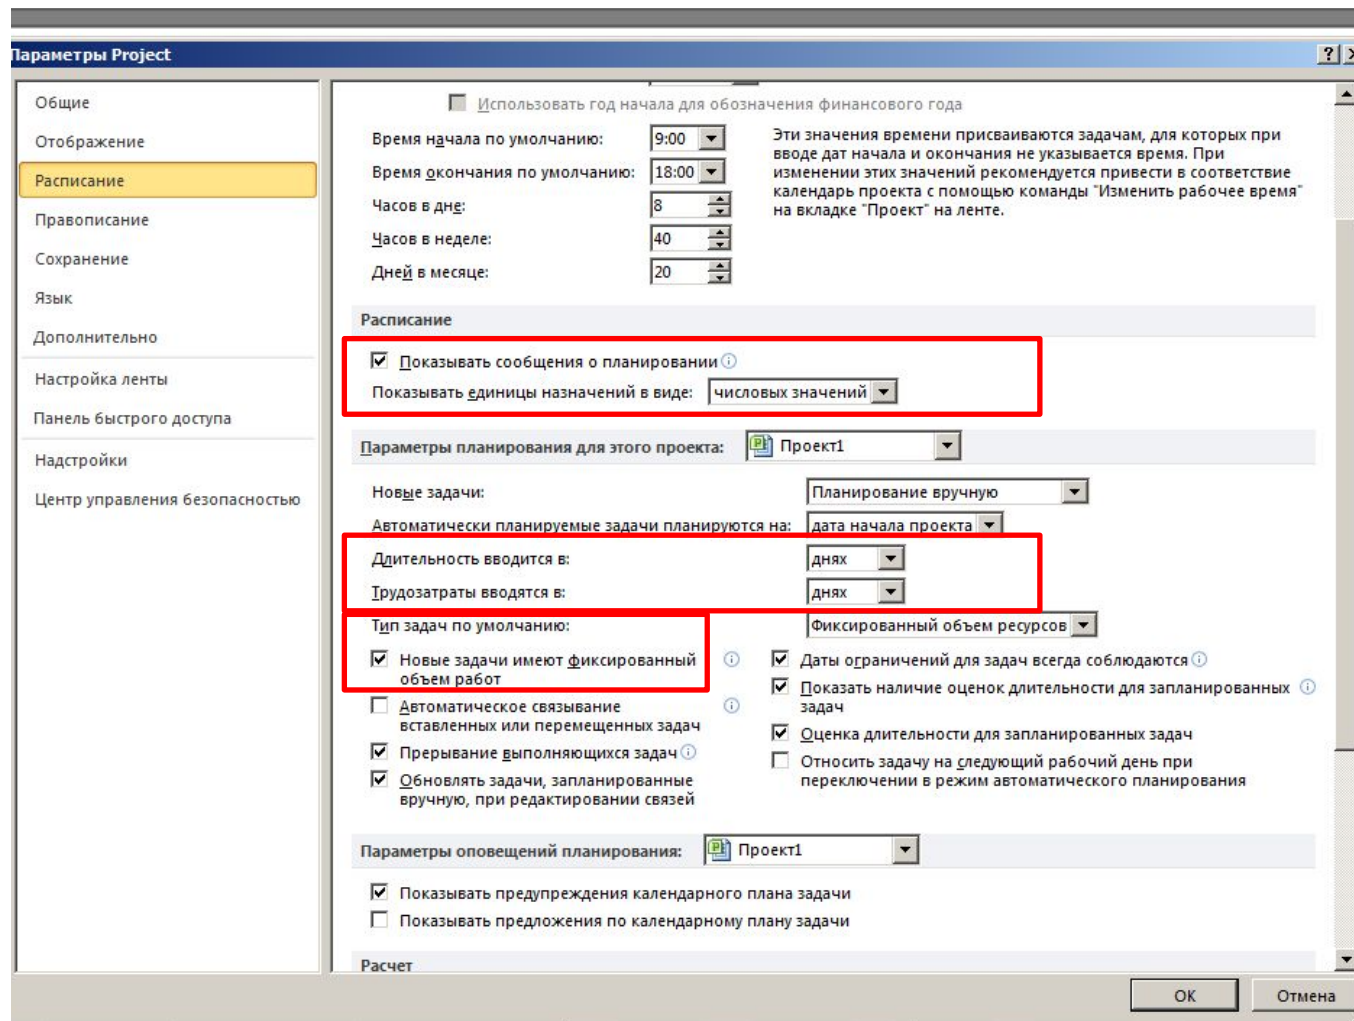 Параметры Project
Общие
Отображение
Расписание
Правописание
Сохранение
Язык
Дополнительно
Настройка ленты
Панель быстрого доступа
Надстройки
Центр управления безопасностью
Использовать год начала для обозначения финансового года
Время начала по умолчанию: 9:00
Время окончания по умолчанию: 18:00
Часов в дне: 8
Часов в неделе: 40
Дней в месяце: 20
Эти значения времени присваиваются задачам, для которых при
вводе дат начала и окончания не указывается время. При
изменении этих значений рекомендуется привести в соответствие
календарь проекта с помощью команды "Изменить рабочее время"
на вкладке "Проект" на ленте.
Расписание
Показывать сообщения о планировании
Показывать единицы назначений в виде: числовых значений
Параметры планирования для этого проекта: Проект1
Новые задачи: Планирование вручную
Автоматически планируемые задачи планируются на: дата начала проекта
Длительность вводится в: днях
Трудозатраты вводятся в: днях
Тип задач по умолчанию: Фиксированный объем ресурсов
Новые задачи имеют фиксированный
объем работ
Автоматическое связывание
вставленных или перемещенных задач
Прерывание выполняющихся задач
Обновлять задачи, запланированные
вручную, при редактировании связей
Даты ограничений для задач всегда соблюдаются
Показать наличие оценок длительности для запланированных
задач
Оценка длительности для запланированных задач
Относить задачу на следующий рабочий день при
переключении в режим автоматического планирования
Параметры оповещений планирования: Проект1
Показывать предупреждения календарного плана задачи
Показывать предложения по календарному плану задачи
Расчет
ОК Отмена